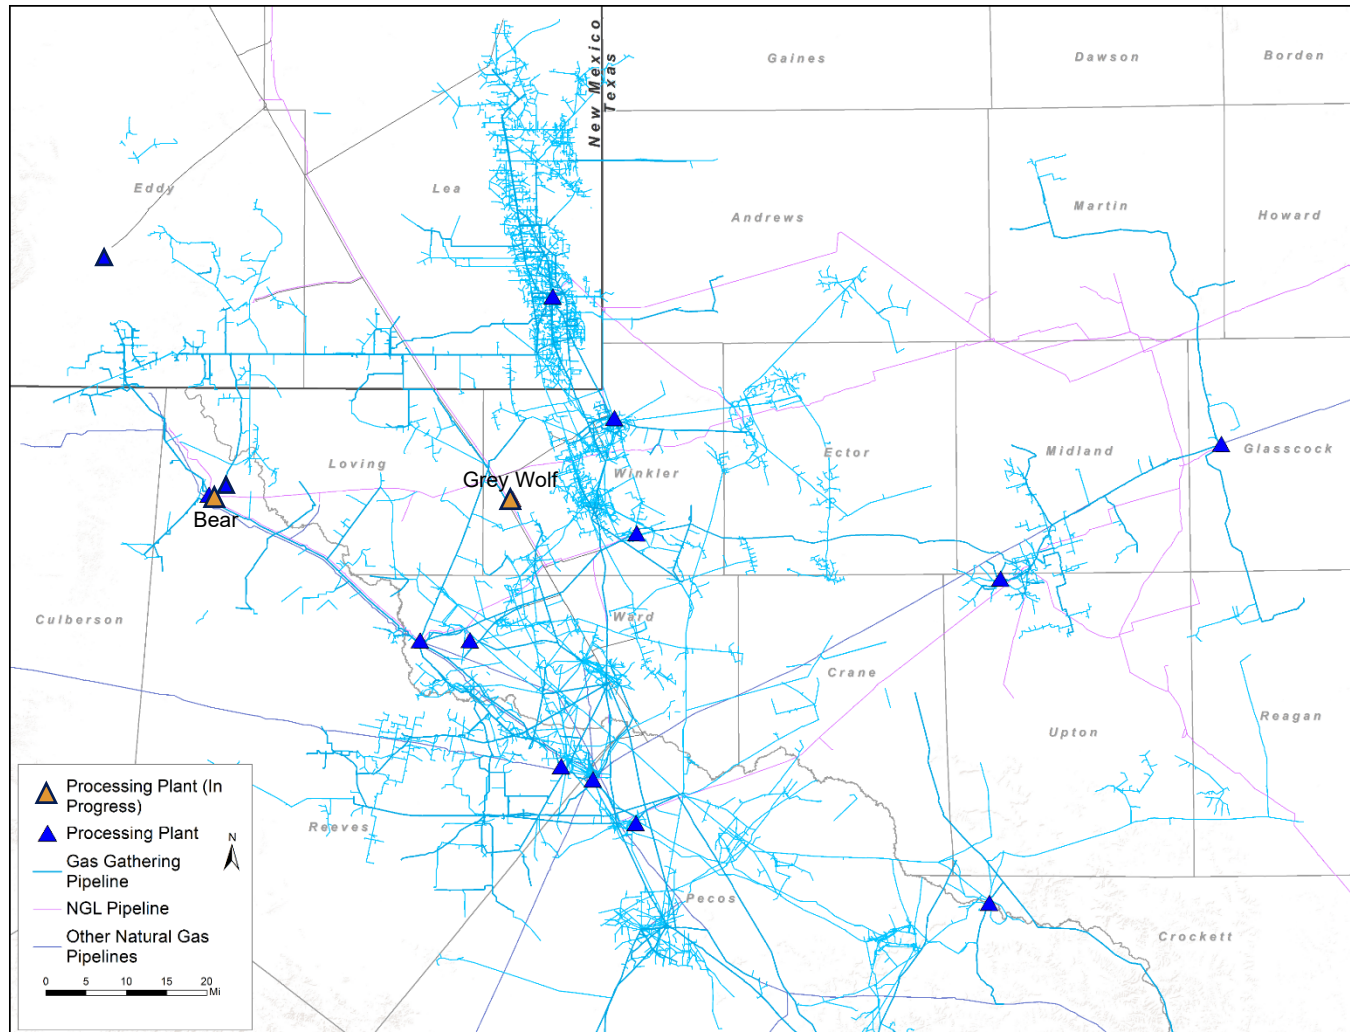 New Mexico
Texas
Gaines
Dawson
Borden
Eddy
Lea
Andrews
Martin
Howard
Loving
Grey Wolf
Winkler
Ector
Midland
Glasscock
Bear
Culberson
Ward
Crane
Upton
Reagan
Reeves
Pecos
Crockett
Processing Plant (In
Progress)
Processing Plant
N
Gas Gathering
Pipeline
NGL Pipeline
Other Natural Gas
Pipelines
0 5 10 15 20
Mi